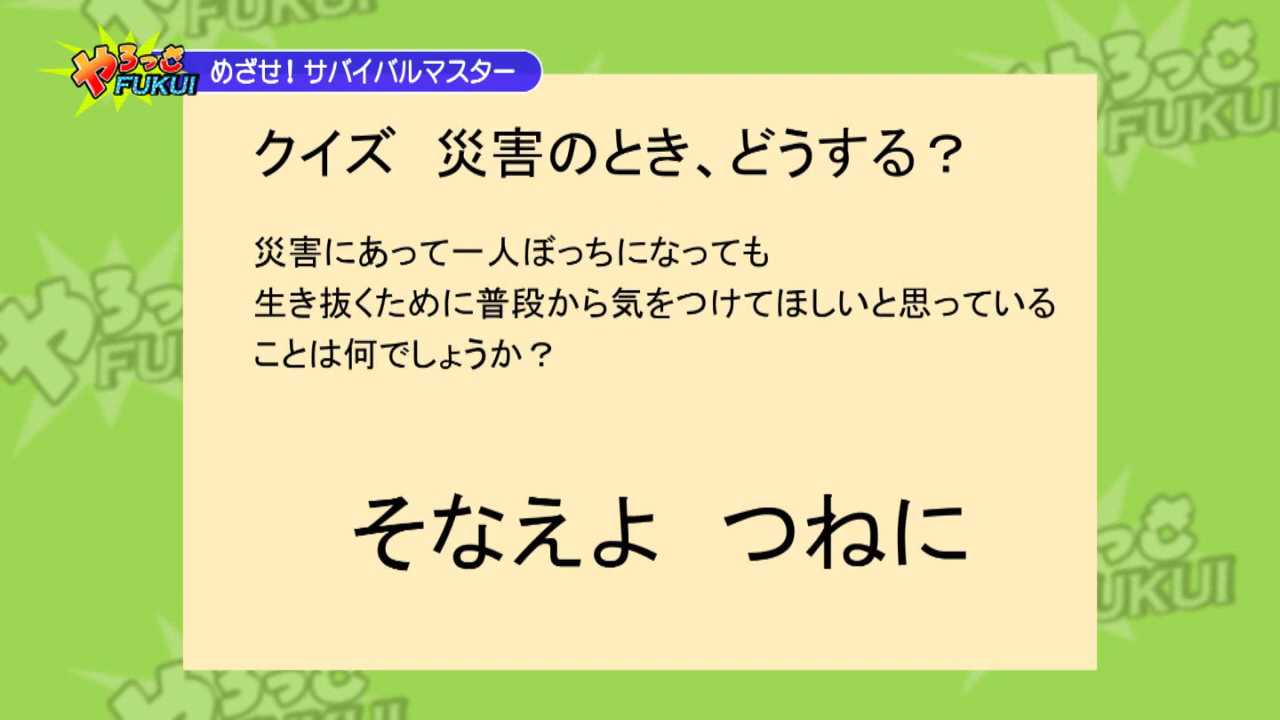 やろっさ
FUKUI
めざせ！サバイバルマスター
クイズ　災害のとき、どうする？
災害にあって一人ぼっちになっても
生き抜くために普段から気をつけてほしいと思っている
ことは何でしょうか？
そなえよ　つねに